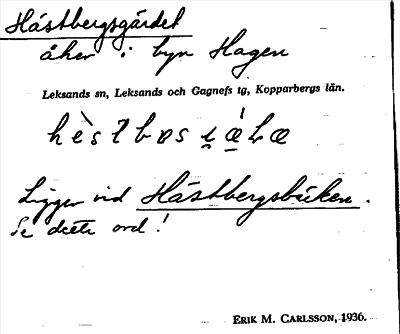 Hästbergsgärdet
åker i byn Hagen
Leksands sn, Leksands och Gagnefs tg, Kopparbergs län.
Ligger vid Hästbergsbäcken.
Se detta ord!
ERIK M. CARLSSON, 1936.